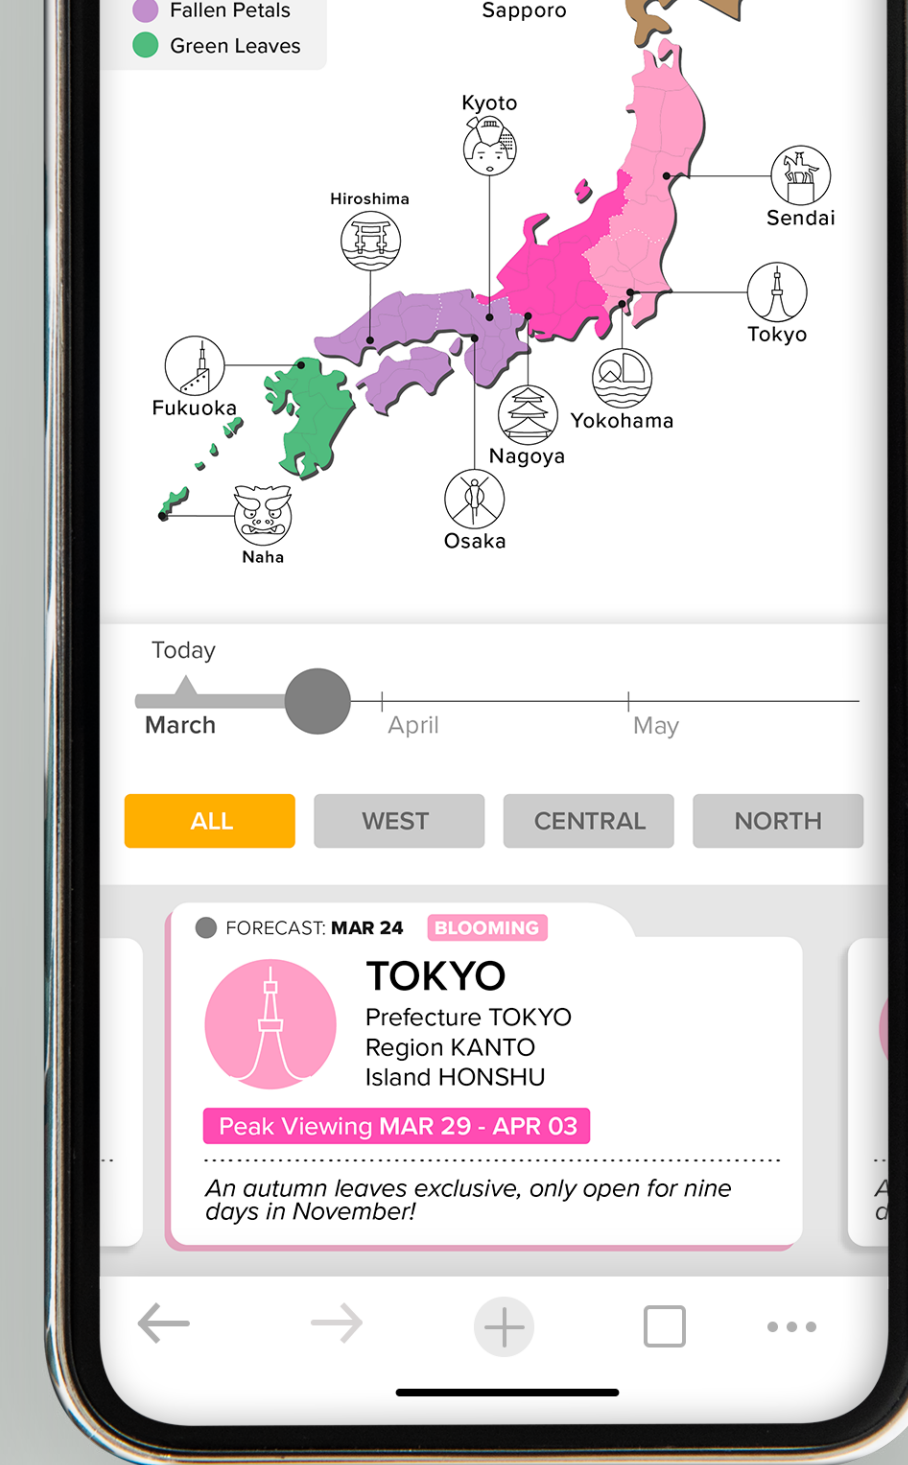 Fallen Petals
Green Leaves
Sapporo
Kyoto
Hiroshima
Sendai
Tokyo
Fukuoka
Yokohama
Nagoya
Osaka
Naha
Today
March
April
May
ALL
WEST
CENTRAL
NORTH
FORECAST: MAR 24
BLOOMING
TOKYO
Prefecture TOKYO
Region KANTO
Island HONSHU
Peak Viewing MAR 29 - APR 03
An autumn leaves exclusive, only open for nine
days in November!